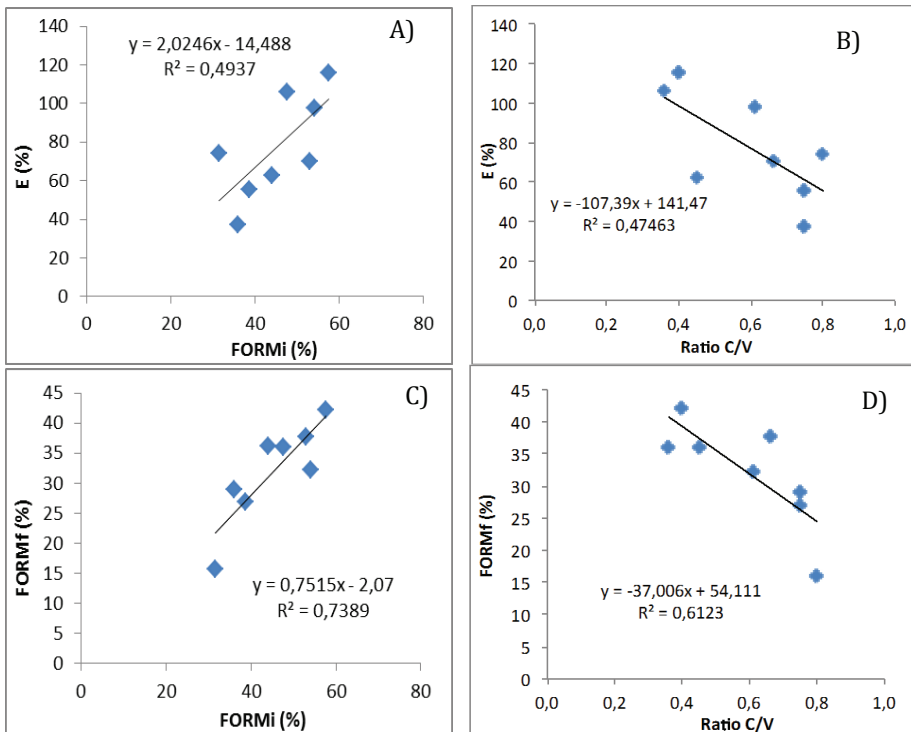 A)
y = 2,0246x - 14,488
R² = 0,4937
140
120
100
80
60
40
20
0
E (%)
0 20 40 60 80
FORMi (%)
B)
140
120
100
80
60
40
20
0
E (%)
y = -107,39x + 141,47
R² = 0,47463
0,0 0,2 0,4 0,6 0,8 1,0
Ratio C/V
C)
45
40
35
30
25
20
15
10
5
0
FORMf (%)
y = 0,7515x - 2,07
R² = 0,7389
0 20 40 60 80
FORMi (%)
D)
45
40
35
30
25
20
15
10
5
0
FORMf (%)
y = -37,006x + 54,111
R² = 0,6123
0,0 0,2 0,4 0,6 0,8 1,0
Ratio C/V